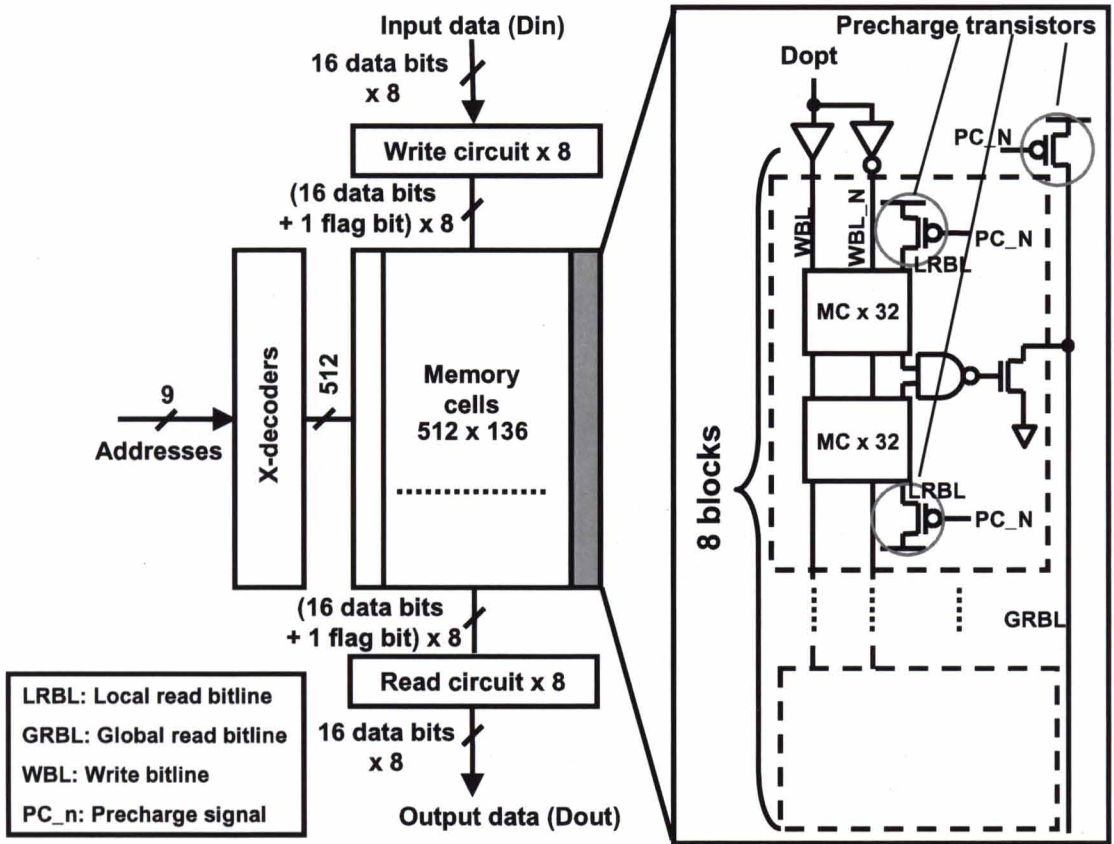 Input data (Din)
16 data bits
x 8
Write circuit x 8
(16 data bits
+ 1 flag bit) x 8
X-decoders
512
9
Addresses
Memory
cells
512 x 136
(16 data bits
+ 1 flag bit) x 8
Read circuit x 8
16 data bits
x 8
Output data (Dout)
LRBL: Local read bitline
GRBL: Global read bitline
WBL: Write bitline
PC_n: Precharge signal
Precharge transistors
Dopt
PC_N
WBL
WBL_N
PC_N
LRBL
MC x 32
MC x 32
LRBL
PC_N
8 blocks
GRBL